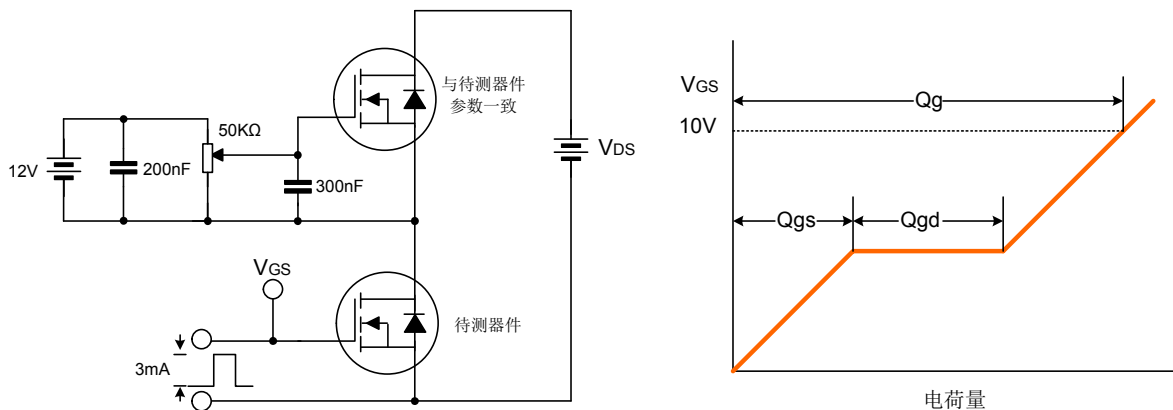 与待测器件
参数一致
50KΩ
12V
200nF
300nF
VDS
VGS
待测器件
3mA
VGS
10V
Qg
Qgs
Qgd
电荷量